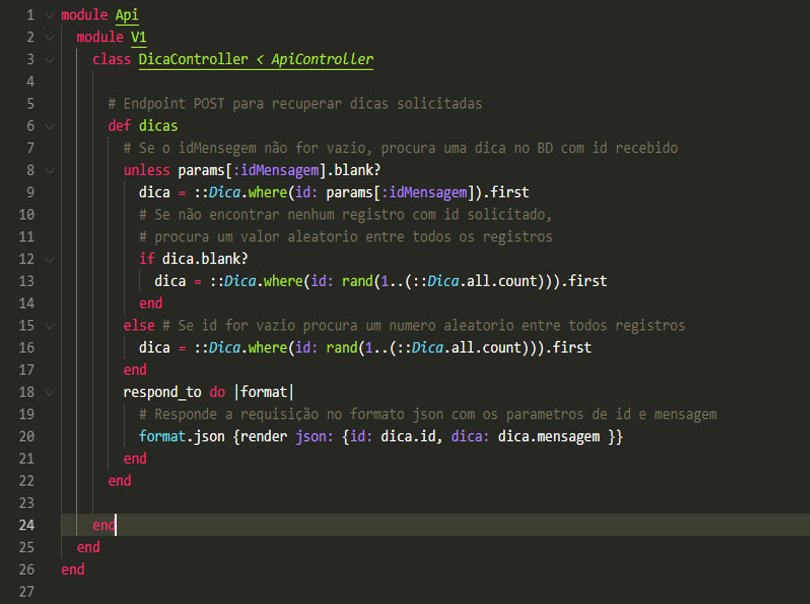 1 module Api
2 module V1
3 class DicaController < ApiController
4
5 # Endpoint POST para recuperar dicas solicitadas
6 def dicas
7 # Se o idMensegem não for vazio, procura uma dica no BD com id recebido
8 unless params[:idMensagem].blank?
9 dica = ::Dica.where(id: params[:idMensagem]).first
10 # Se não encontrar nenhum registro com id solicitado,
11 # procura um valor aleatorio entre todos os registros
12 if dica.blank?
13 dica = ::Dica.where(id: rand(1..(::Dica.all.count))).first
14 end
15 else # Se id for vazio procura um numero aleatorio entre todos registros
16 dica = ::Dica.where(id: rand(1..(::Dica.all.count))).first
17 end
18 respond_to do |format|
19 # Responde a requisição no formato json com os parametros de id e mensagem
20 format.json {render json: {id: dica.id, dica: dica.mensagem }}
21 end
22 end
23
24 end
25 end
26 end
27